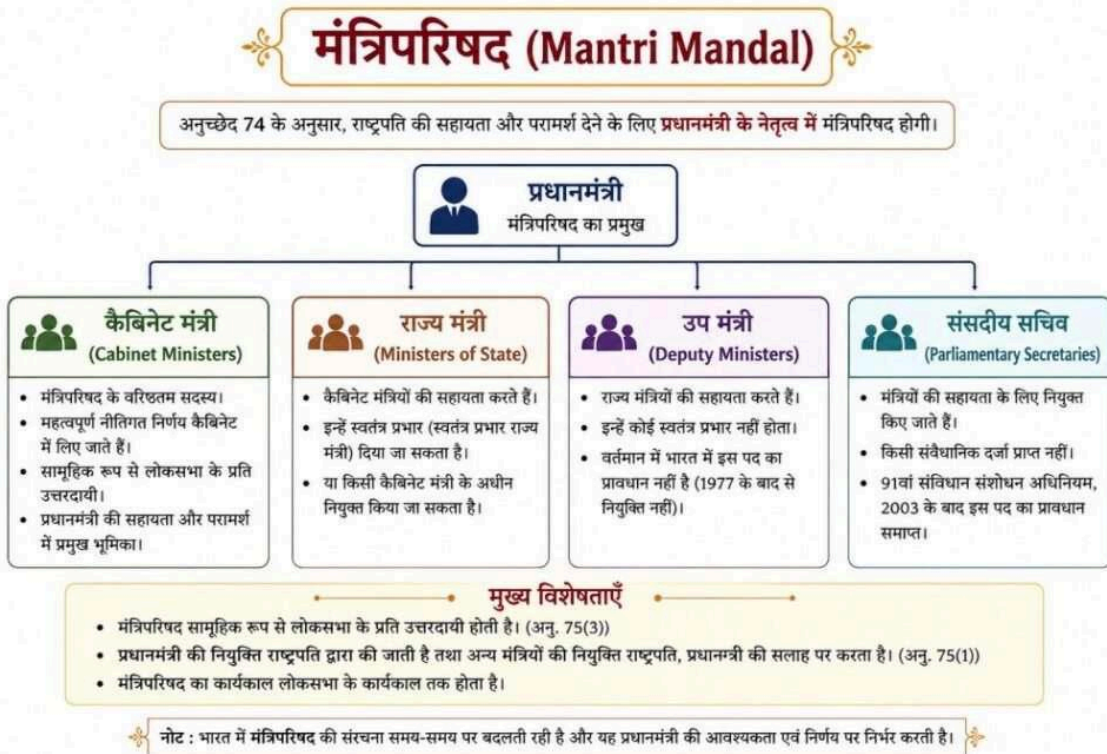 मंत्रिपरिषद (Mantri Mandal)
अनुच्छेद 74 के अनुसार, राष्ट्रपति की सहायता और परामर्श देने के लिए प्रधानमंत्री के नेतृत्व में मंत्रिपरिषद होगी।
प्रधानमंत्री
मंत्रिपरिषद का प्रमुख
कैबिनेट मंत्री
(Cabinet Ministers)
• मंत्रिपरिषद के वरिष्ठतम सदस्य।
• महत्वपूर्ण नीतिगत निर्णय कैबिनेट
में लिए जाते हैं।
• सामूहिक रूप से लोकसभा के प्रति
उत्तरदायी।
• प्रधानमंत्री की सहायता और परामर्श
में प्रमुख भूमिका।
राज्य मंत्री
(Ministers of State)
• कैबिनेट मंत्रियों की सहायता करते हैं।
• इन्हें स्वतंत्र प्रभार (स्वतंत्र प्रभार राज्य
मंत्री) दिया जा सकता है।
• या किसी कैबिनेट मंत्री के अधीन
नियुक्त किया जा सकता है।
उप मंत्री
(Deputy Ministers)
• राज्य मंत्रियों की सहायता करते हैं।
• इन्हें कोई स्वतंत्र प्रभार नहीं होता।
• वर्तमान में भारत में इस पद का
प्रावधान नहीं है (1977 के बाद से
नियुक्ति नहीं)।
संसदीय सचिव
(Parliamentary Secretaries)
• मंत्रियों की सहायता के लिए नियुक्त
किए जाते हैं।
• किसी संवैधानिक दर्जा प्राप्त नहीं।
• 91वां संविधान संशोधन अधिनियम,
2003 के बाद इस पद का प्रावधान
समाप्त।
मुख्य विशेषताएँ
• मंत्रिपरिषद सामूहिक रूप से लोकसभा के प्रति उत्तरदायी होती है। (अनु. 75(3))
• प्रधानमंत्री की नियुक्ति राष्ट्रपति द्वारा की जाती है तथा अन्य मंत्रियों की नियुक्ति राष्ट्रपति, प्रधानम्त्री की सलाह पर करता है। (अनु. 75(1))
• मंत्रिपरिषद का कार्यकाल लोकसभा के कार्यकाल तक होता है।
नोट : भारत में मंत्रिपरिषद की संरचना समय-समय पर बदलती रही है और यह प्रधानमंत्री की आवश्यकता एवं निर्णय पर निर्भर करती है।